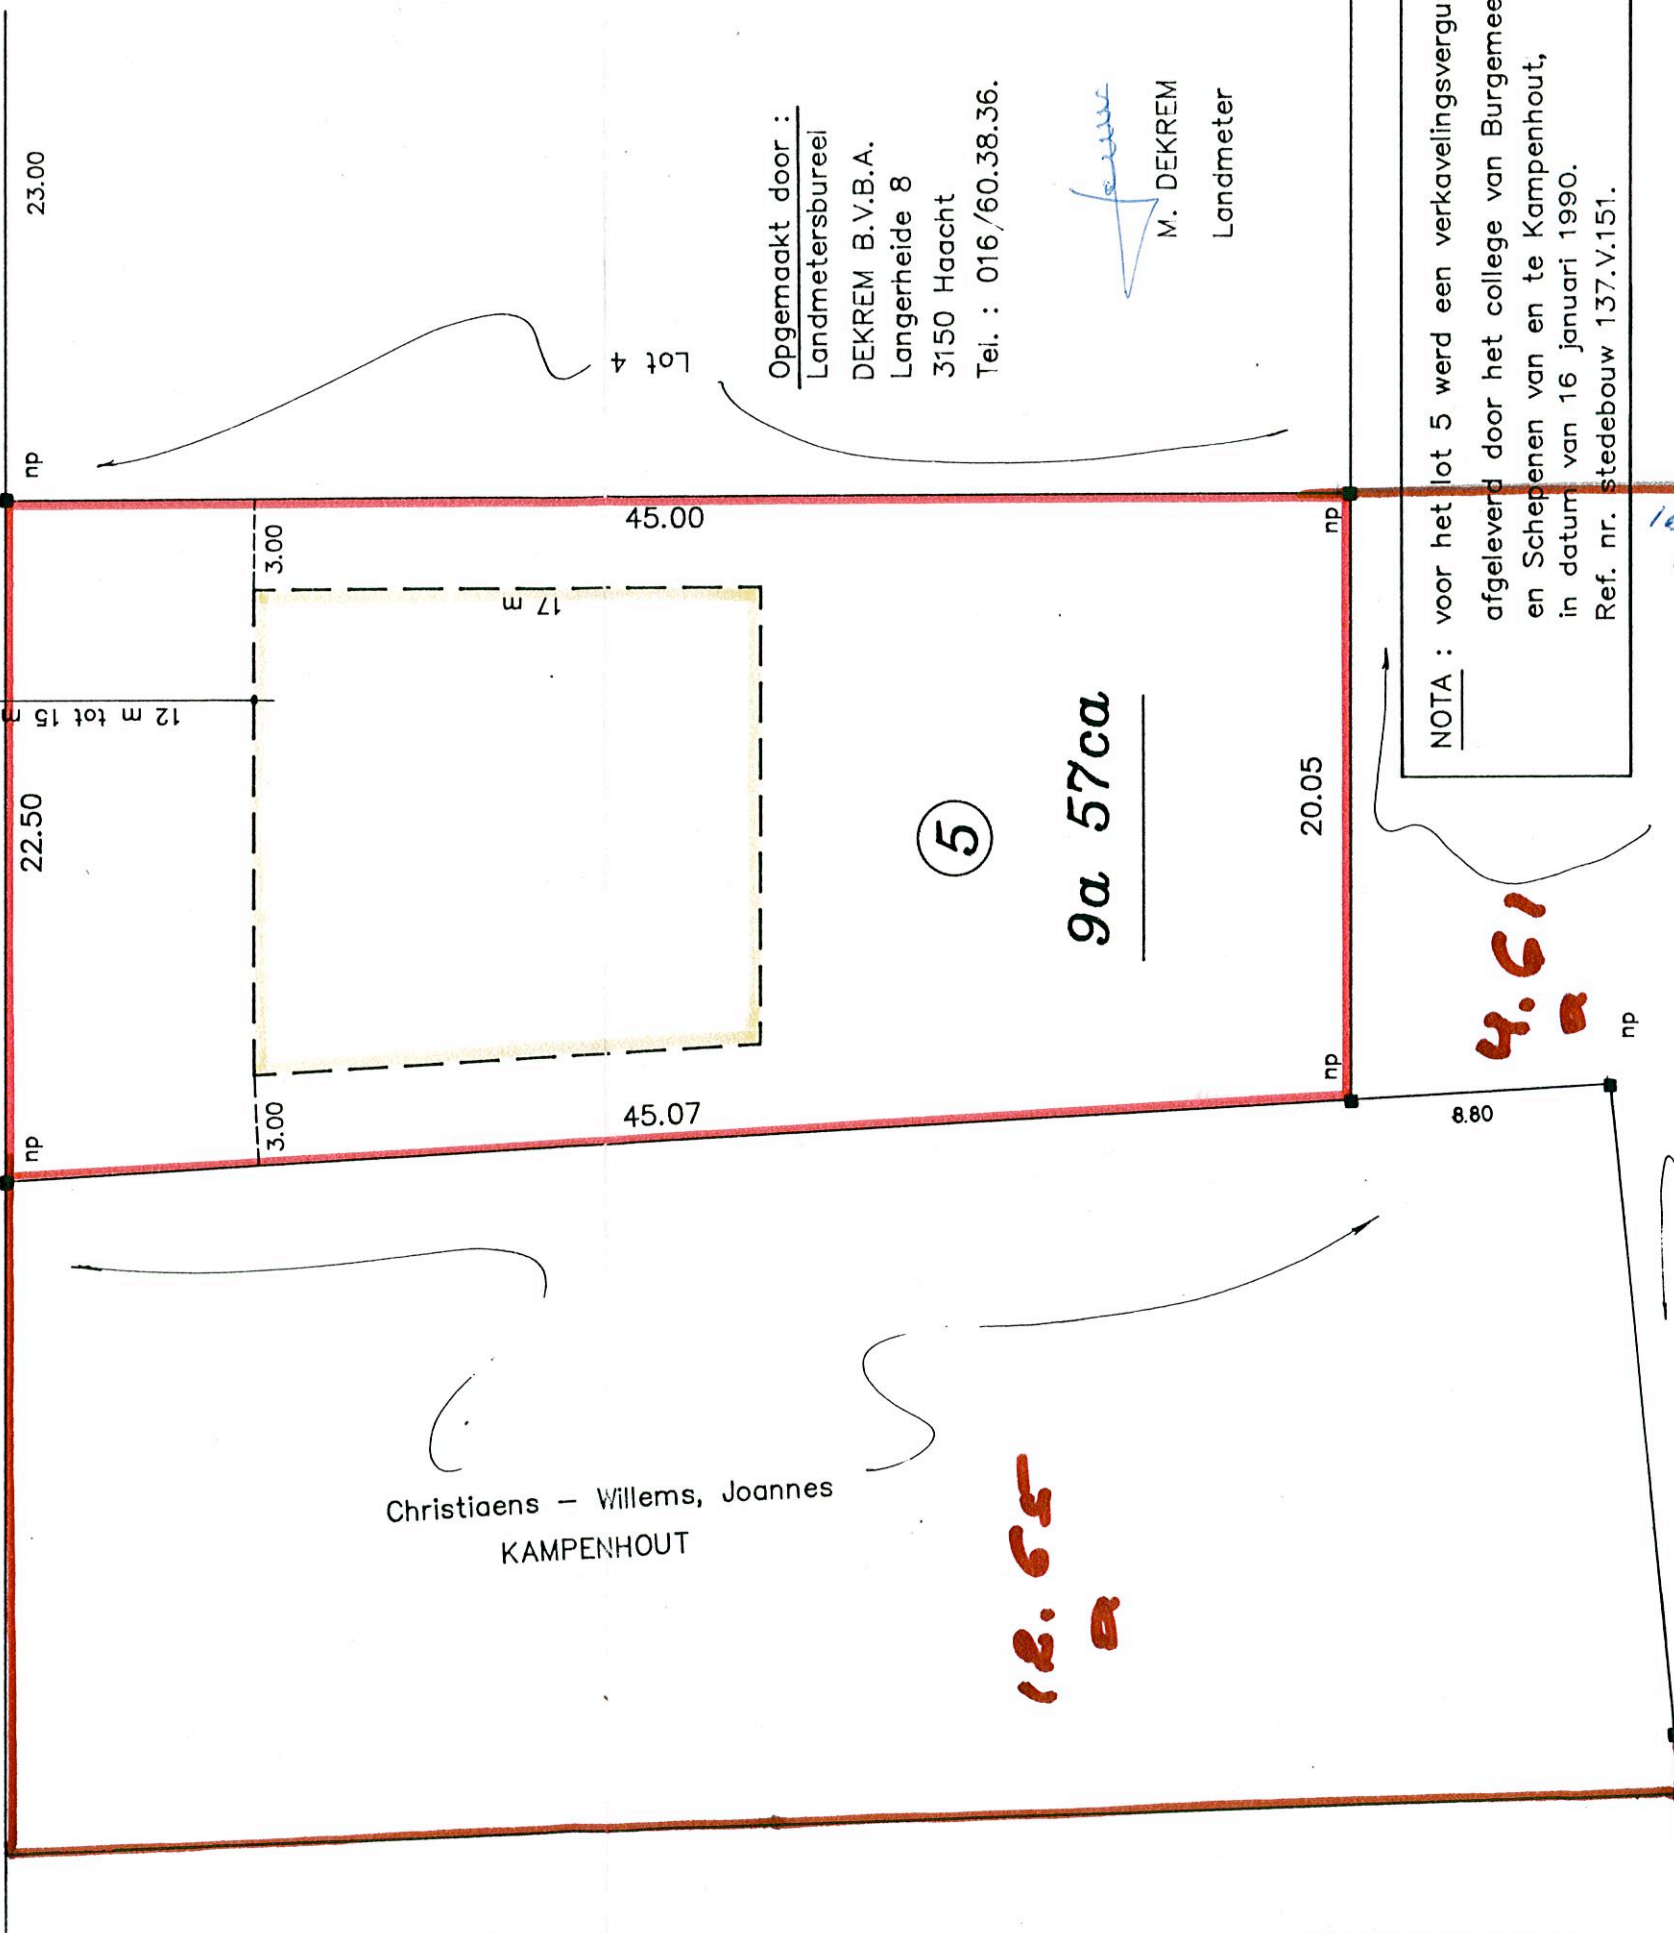 23.00
np
Lot 4
Opgemaakt door :
Landmetersbureel
DEKREM B.V.B.A.
Langerheide 8
3150 Haacht
Tel. : 016/60.38.36.
M. DEKREM
Landmeter
NOTA : voor het lot 5 werd een verkavelingsvergu
afgeleverd door het college van Burgemee
en Schepenen van en te Kampenhout,
in datum van 16 januari 1990.
Ref. nr. stedebouw 137.V.151.
45.00
np
3.00
17 m
12 m tot 15 m
22.50
5
9a 57ca
20.05
np
3.00
45.07
np
4.61
a
8.80
np
Christiaens – Willems, Joannes
KAMPENHOUT
12.65
a